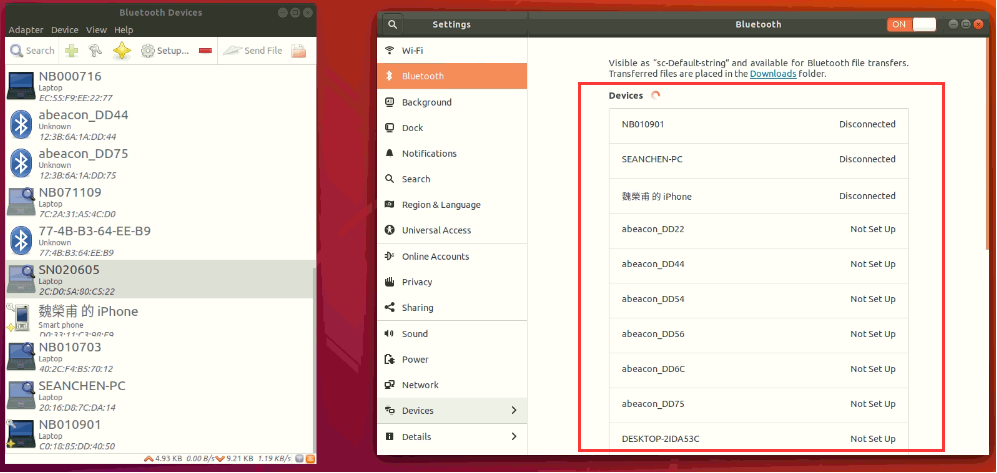 Bluetooth Devices
Adapter Device View Help
Search Setup... Send File
NB000716
Laptop
EC:55:F9:EE:22:77
abeacon_DD44
Unknown
12:3B:6A:1A:DD:44
abeacon_DD75
Unknown
12:3B:6A:1A:DD:75
NB071109
Laptop
7C:2A:31:A5:4C:D0
77-4B-B3-64-EE-B9
Unknown
77:4B:B3:64:EE:B9
SN020605
Laptop
2C:D0:5A:80:C5:22
魏榮甫 的 iPhone
Smart phone
D0:33:11:C3:98:F9
NB010703
Laptop
40:2C:F4:B5:70:12
SEANCHEN-PC
Laptop
20:16:D8:7C:DA:14
NB010901
Laptop
C0:18:85:DD:40:50
4.93 KB 0.00 B/s 9.21 KB 1.19 KB/s
Settings
Wi-Fi
Bluetooth
Background
Dock
Notifications
Search
Region & Language
Universal Access
Online Accounts
Privacy
Sharing
Sound
Power
Network
Devices
Details
Bluetooth ON
Visible as “sc-Default-string” and available for Bluetooth file transfers.
Transferred files are placed in the Downloads folder.
Devices
NB010901 Disconnected
SEANCHEN-PC Disconnected
魏榮甫 的 iPhone Disconnected
abeacon_DD22 Not Set Up
abeacon_DD44 Not Set Up
abeacon_DD54 Not Set Up
abeacon_DD56 Not Set Up
abeacon_DD6C Not Set Up
abeacon_DD75 Not Set Up
DESKTOP-2IDA53C Not Set Up